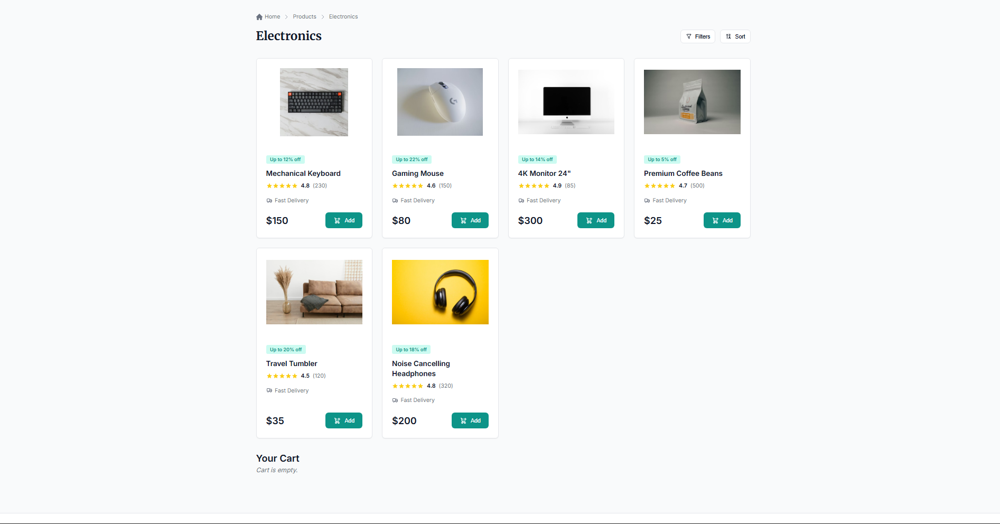 Home > Products > Electronics
Electronics
Filters
Sort
Up to 12% off
Mechanical Keyboard
4.8 (230)
Fast Delivery
$150
Add
Up to 22% off
Gaming Mouse
4.6 (150)
Fast Delivery
$80
Add
Up to 14% off
4K Monitor 24"
4.9 (85)
Fast Delivery
$300
Add
Up to 5% off
Premium Coffee Beans
4.7 (500)
Fast Delivery
$25
Add
Up to 20% off
Travel Tumbler
4.5 (120)
Fast Delivery
$35
Add
Up to 18% off
Noise Cancelling
Headphones
4.8 (320)
Fast Delivery
$200
Add
Your Cart
Cart is empty.